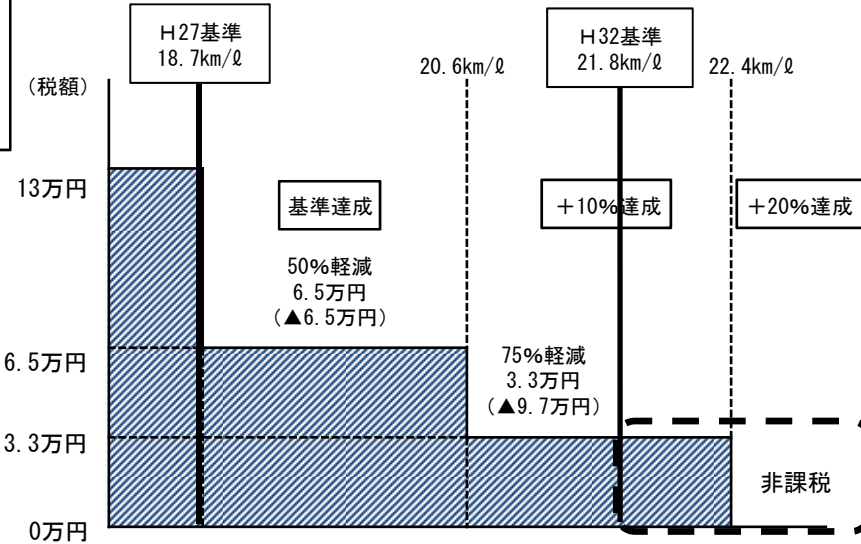 H27基準
18.7km/ℓ
H32基準
21.8km/ℓ
20.6km/ℓ
22.4km/ℓ
（税額）
13万円
基準達成
＋10%達成
＋20%達成
50%軽減
6.5万円
（▲6.5万円）
6.5万円
75%軽減
3.3万円
（▲9.7万円）
3.3万円
非課税
0万円